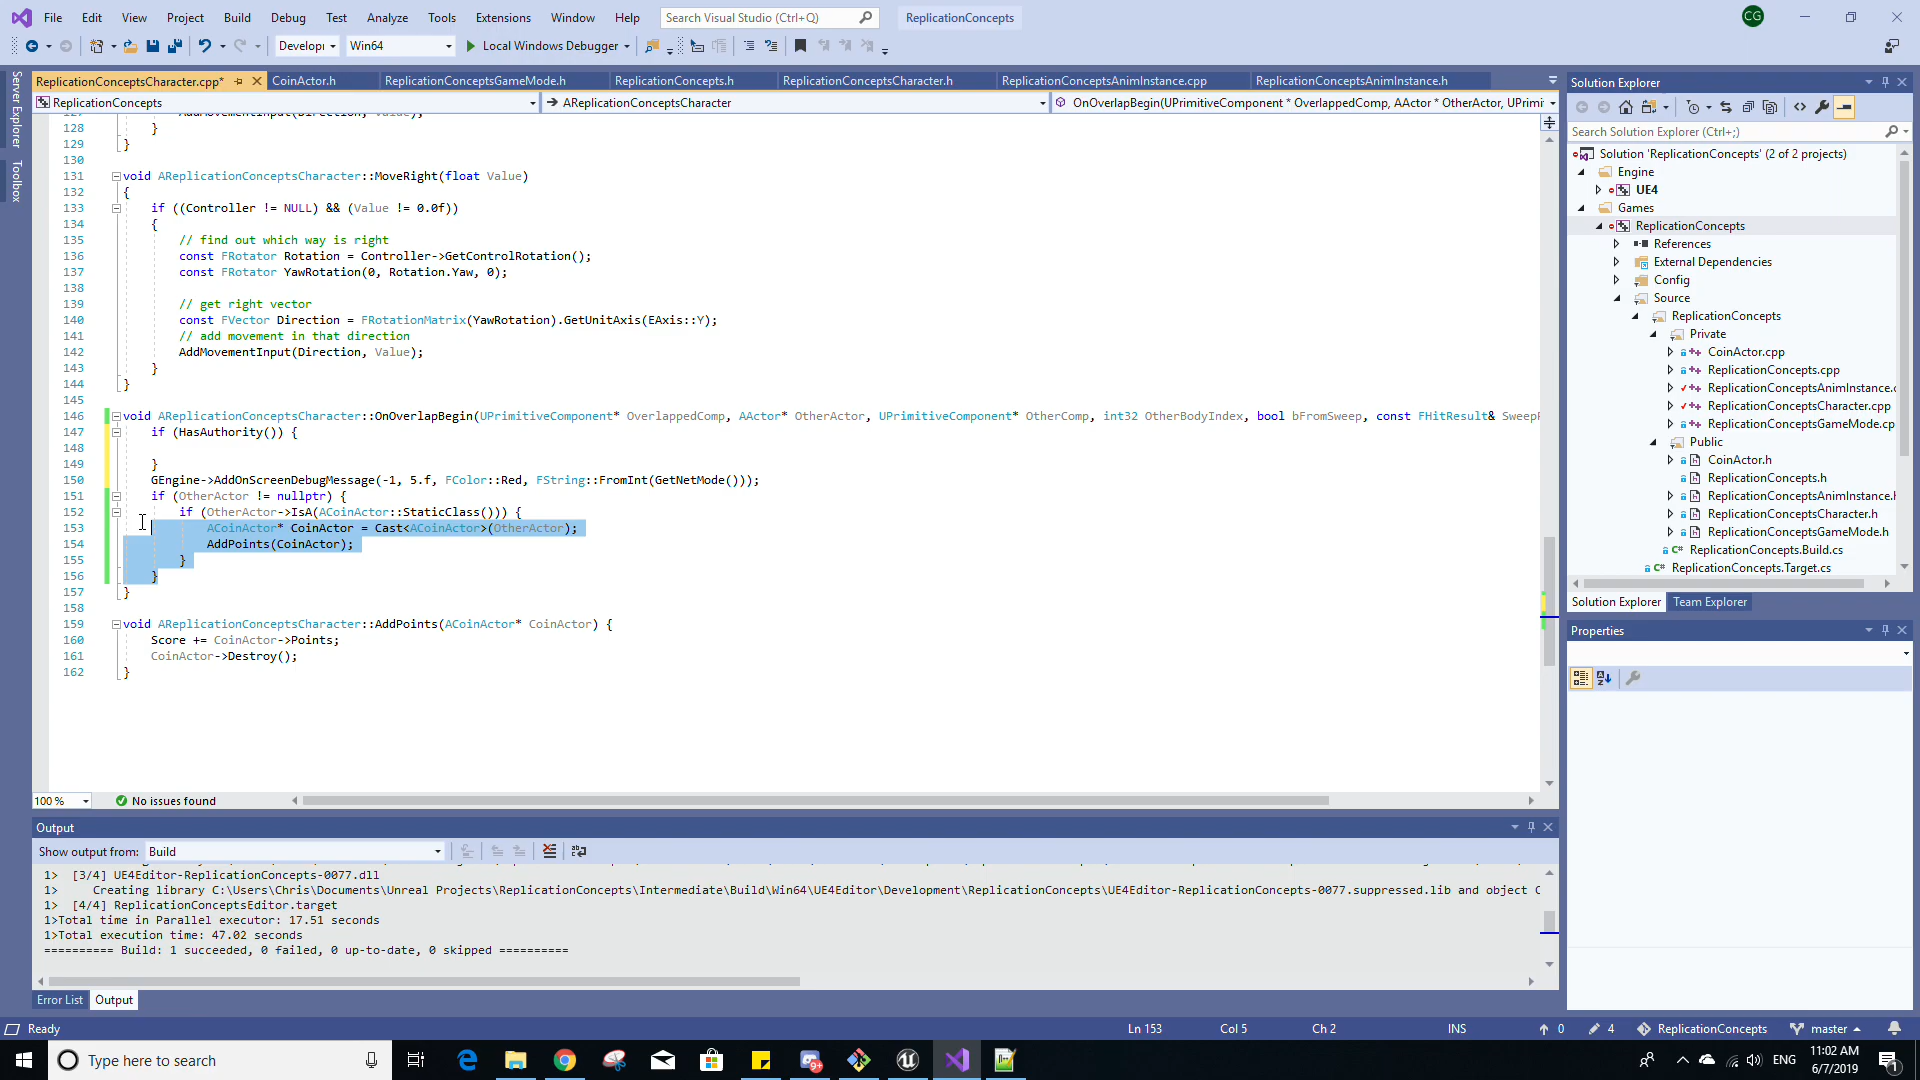 File Edit View Project Build Debug Test Analyze Tools Extensions Window Help Search Visual Studio (Ctrl+Q) ReplicationConcepts CG
Developı Win64 Local Windows Debugger
Server Explorer
Toolbox
ReplicationConceptsCharacter.cpp* CoinActor.h ReplicationConceptsGameMode.h ReplicationConcepts.h ReplicationConceptsCharacter.h ReplicationConceptsAnimInstance.cpp ReplicationConceptsAnimInstance.h
ReplicationConcepts AReplicationConceptsCharacter OnOverlapBegin(UPrimitiveComponent * OverlappedComp, AActor * OtherActor, UPrimi
127 AddMovementInput(Direction, Value);
128 }
129 }
130
131 void AReplicationConceptsCharacter::MoveRight(float Value)
132 {
133 if ((Controller != NULL) && (Value != 0.0f))
134 {
135 // find out which way is right
136 const FRotator Rotation = Controller->GetControlRotation();
137 const FRotator YawRotation(0, Rotation.Yaw, 0);
138
139 // get right vector
140 const FVector Direction = FRotationMatrix(YawRotation).GetUnitAxis(EAxis::Y);
141 // add movement in that direction
142 AddMovementInput(Direction, Value);
143 }
144 }
145
146 void AReplicationConceptsCharacter::OnOverlapBegin(UPrimitiveComponent* OverlappedComp, AActor* OtherActor, UPrimitiveComponent* OtherComp, int32 OtherBodyIndex, bool bFromSweep, const FHitResult& SweepR
147 if (HasAuthority()) {
148
149 }
150 GEngine->AddOnScreenDebugMessage(-1, 5.f, FColor::Red, FString::FromInt(GetNetMode()));
151 if (OtherActor != nullptr) {
152 if (OtherActor->IsA(ACoinActor::StaticClass())) {
153 ACoinActor* CoinActor = Cast<ACoinActor>(OtherActor);
154 AddPoints(CoinActor);
155 }
156 }
157 }
158
159 void AReplicationConceptsCharacter::AddPoints(ACoinActor* CoinActor) {
160 Score += CoinActor->Points;
161 CoinActor->Destroy();
162 }
100 % No issues found
Output
Show output from: Build
1> [3/4] UE4Editor-ReplicationConcepts-0077.dll
1> Creating library C:\Users\Chris\Documents\Unreal Projects\ReplicationConcepts\Intermediate\Build\Win64\UE4Editor\Development\ReplicationConcepts\UE4Editor-ReplicationConcepts-0077.suppressed.lib and object C
1> [4/4] ReplicationConceptsEditor.target
1>Total time in Parallel executor: 17.51 seconds
1>Total execution time: 47.02 seconds
========== Build: 1 succeeded, 0 failed, 0 up-to-date, 0 skipped ==========
Error List Output
Solution Explorer
Search Solution Explorer (Ctrl+;)
Solution 'ReplicationConcepts' (2 of 2 projects)
Engine
UE4
Games
ReplicationConcepts
References
External Dependencies
Config
Source
ReplicationConcepts
Private
CoinActor.cpp
ReplicationConcepts.cpp
ReplicationConceptsAnimInstance.c
ReplicationConceptsCharacter.cpp
ReplicationConceptsGameMode.cp
Public
CoinActor.h
ReplicationConcepts.h
ReplicationConceptsAnimInstance.h
ReplicationConceptsCharacter.h
ReplicationConceptsGameMode.h
ReplicationConcepts.Build.cs
ReplicationConcepts.Target.cs
Solution Explorer Team Explorer
Properties
Ready Ln 153 Col 5 Ch 2 INS 0 4 ReplicationConcepts master
Type here to search ENG 11:02 AM
6/7/2019